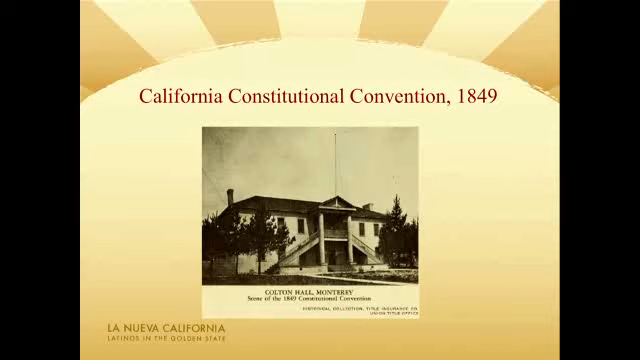 California Constitutional Convention, 1849
COLTON HALL, MONTEREY
Scene of the 1849 Constitutional Convention
HISTORICAL COLLECTION, TITLE INSURANCE CO.
UNION TITLE OFFICE
LA NUEVA CALIFORNIA
LATINOS IN THE GOLDEN STATE